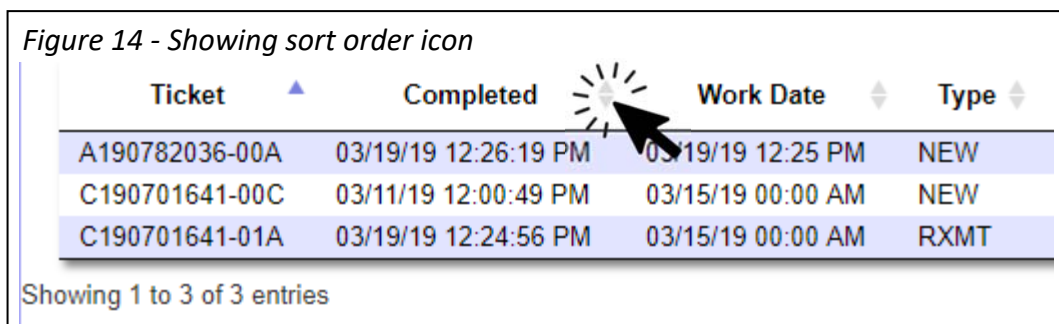 Figure 14 - Showing sort order icon
Ticket Completed Work Date Type
A190782036-00A 03/19/19 12:26:19 PM 03/19/19 12:25 PM NEW
C190701641-00C 03/11/19 12:00:49 PM 03/15/19 00:00 AM NEW
C190701641-01A 03/19/19 12:24:56 PM 03/15/19 00:00 AM RXMT
Showing 1 to 3 of 3 entries